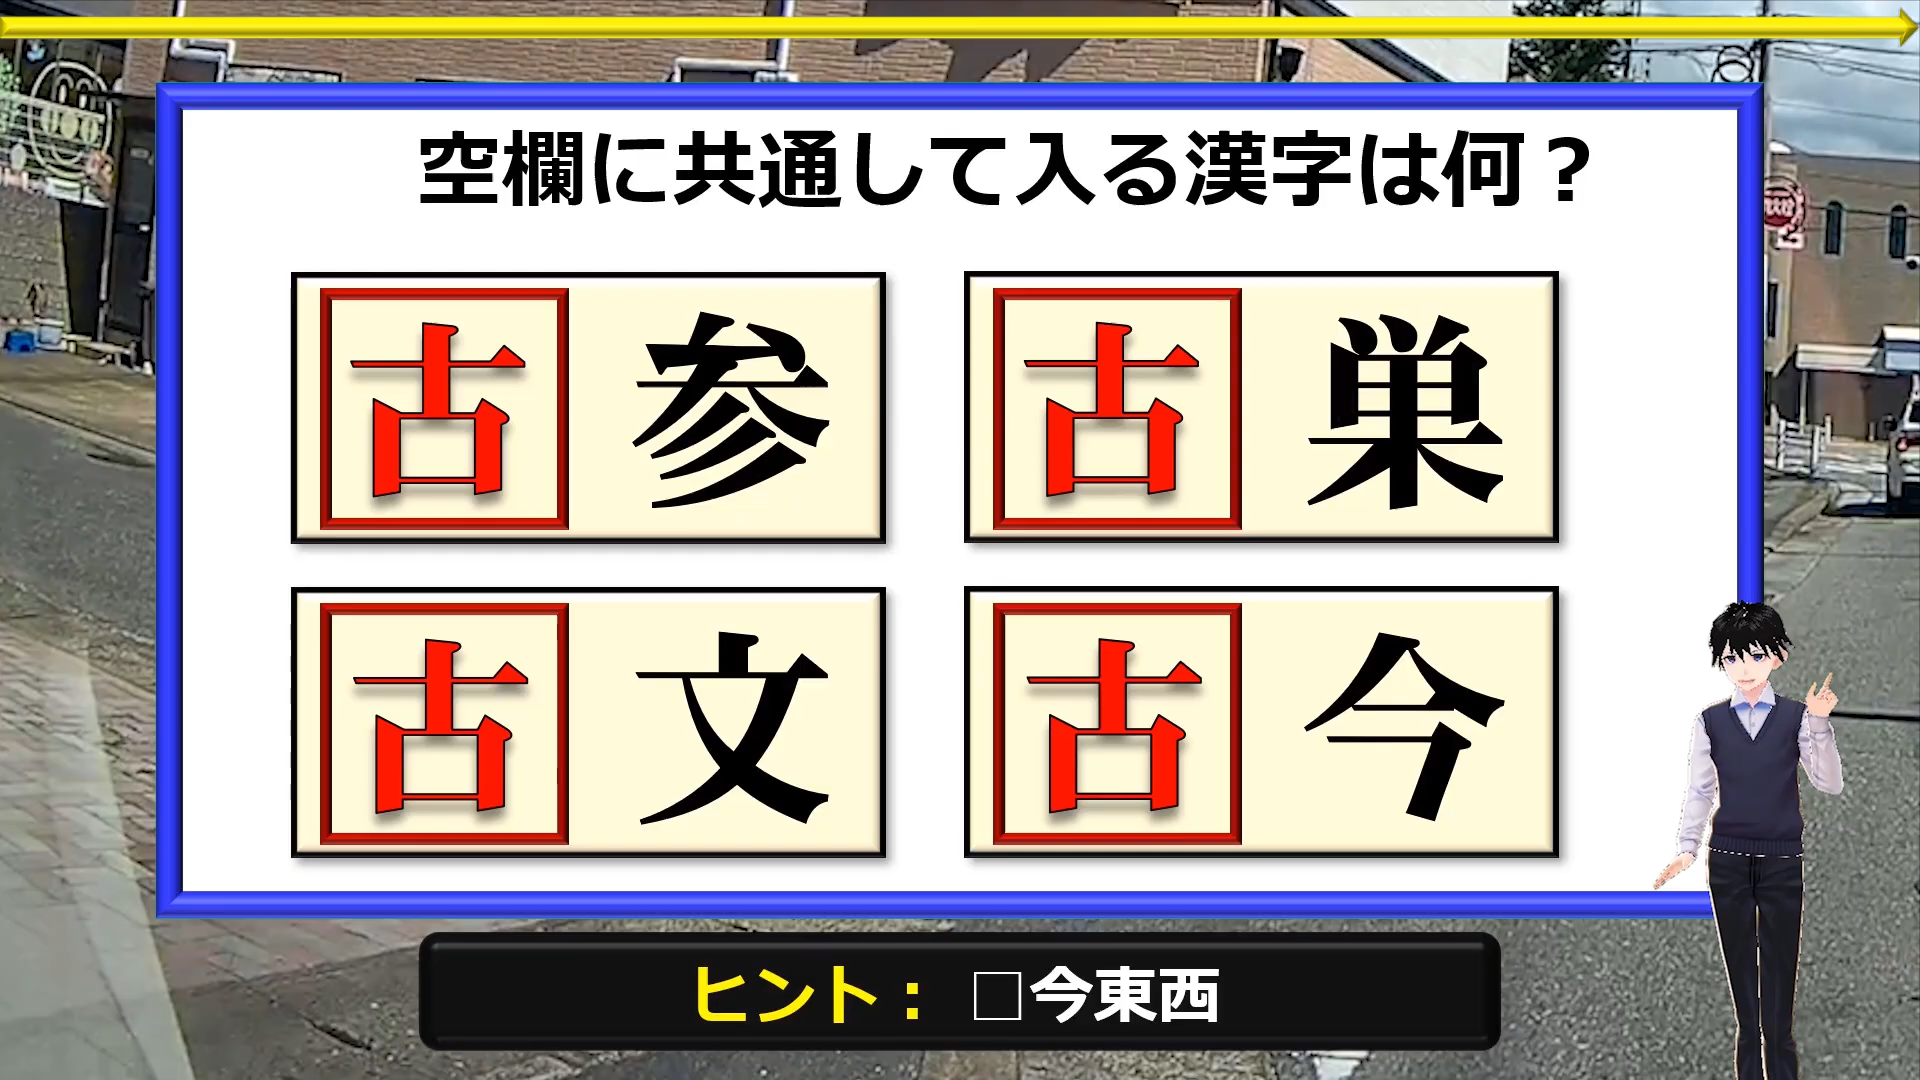 空欄に共通して入る漢字は何？
古参 古巣
古文 古今
ヒント： □今東西